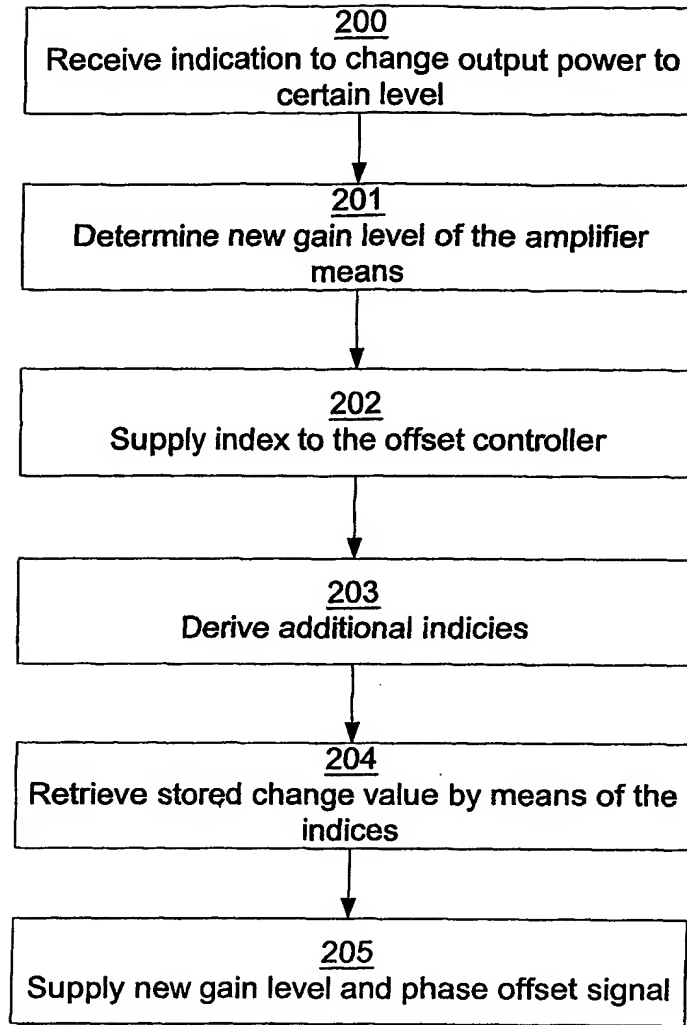 200
Receive indication to change output power to
certain level
201
Determine new gain level of the amplifier
means
202
Supply index to the offset controller
203
Derive additional indicies
204
Retrieve stored change value by means of the
indices
205
Supply new gain level and phase offset signal